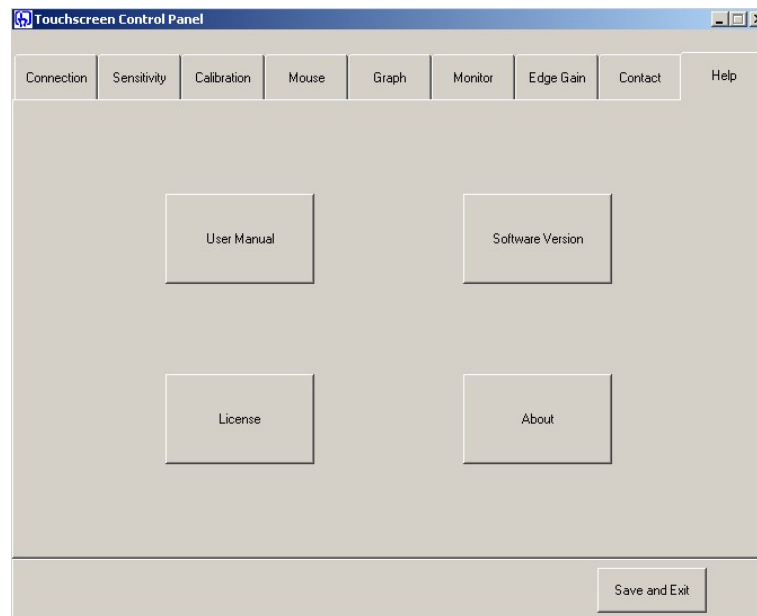 Touchscreen Control Panel
Connection Sensitivity Calibration Mouse Graph Monitor Edge Gain Contact Help
User Manual Software Version
License About
Save and Exit